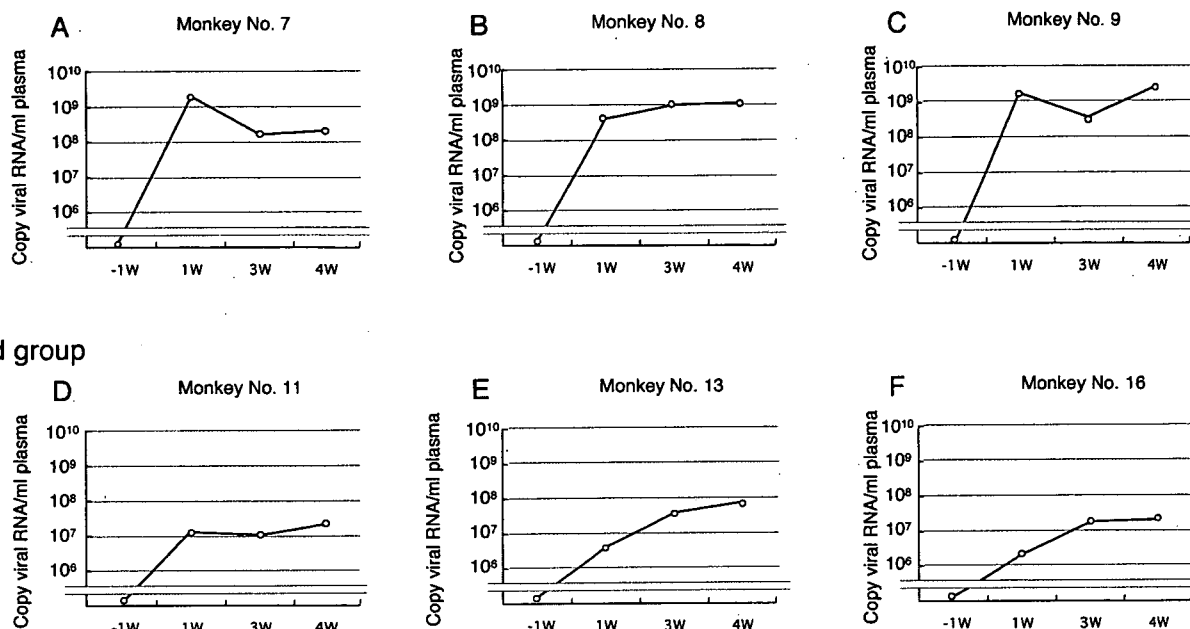 A Monkey No. 7
Copy viral RNA/ml plasma
10¹⁰
10⁹
10⁸
10⁷
10⁶
-1W 1W 3W 4W
B Monkey No. 8
Copy viral RNA/ml plasma
10¹⁰
10⁹
10⁸
10⁷
10⁶
-1W 1W 3W 4W
C Monkey No. 9
Copy viral RNA/ml plasma
10¹⁰
10⁹
10⁸
10⁷
10⁶
-1W 1W 3W 4W
group
D Monkey No. 11
Copy viral RNA/ml plasma
10¹⁰
10⁹
10⁸
10⁷
10⁶
-1W 1W 3W 4W
E Monkey No. 13
Copy viral RNA/ml plasma
10¹⁰
10⁹
10⁸
10⁷
10⁶
-1W 1W 3W 4W
F Monkey No. 16
Copy viral RNA/ml plasma
10¹⁰
10⁹
10⁸
10⁷
10⁶
-1W 1W 3W 4W